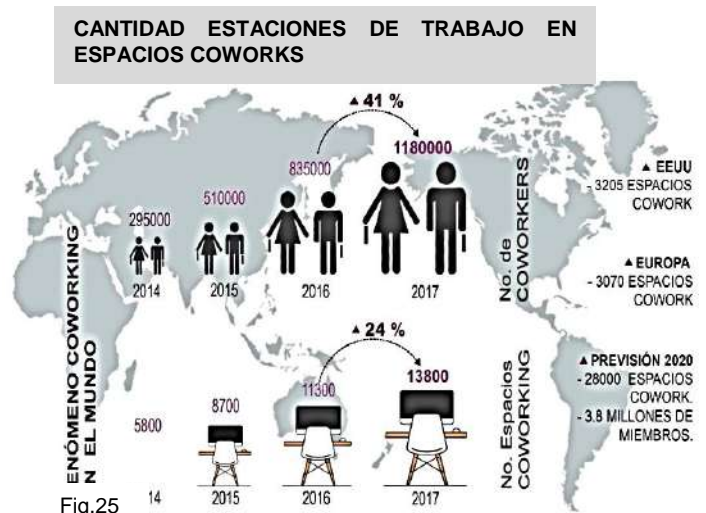 CANTIDAD ESTACIONES DE TRABAJO EN
ESPACIOS COWORKS
▲ 41 %
295000
510000
835000
1180000
2014
2015
2016
2017
No. de
COWORKERS
▲ EEUU
- 3205 ESPACIOS
COWORK
▲ EUROPA
- 3070 ESPACIOS
COWORK
▲ PREVISIÓN 2020
- 28000 ESPACIOS
COWORK.
- 3.8 MILLONES DE
MIEMBROS.
ENÓMENO COWORKING
N EL MUNDO
▲ 24 %
5800
8700
11300
13800
14
2015
2016
2017
No. Espacios
COWORKING
Fig.25